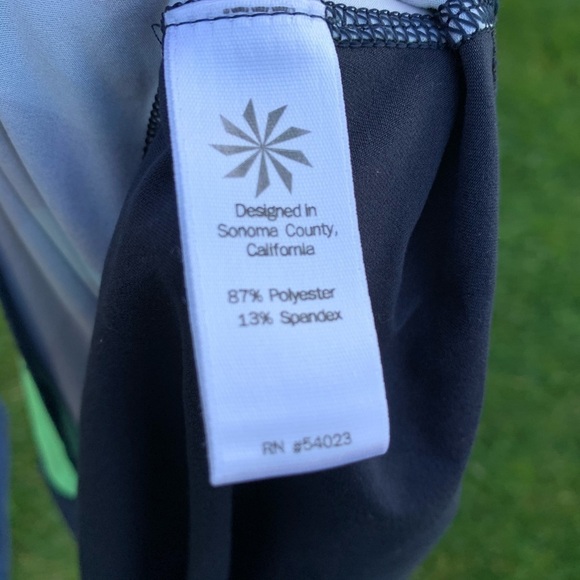 Designed in
Sonoma County,
California
87% Polyester
13% Spandex
RN #54023